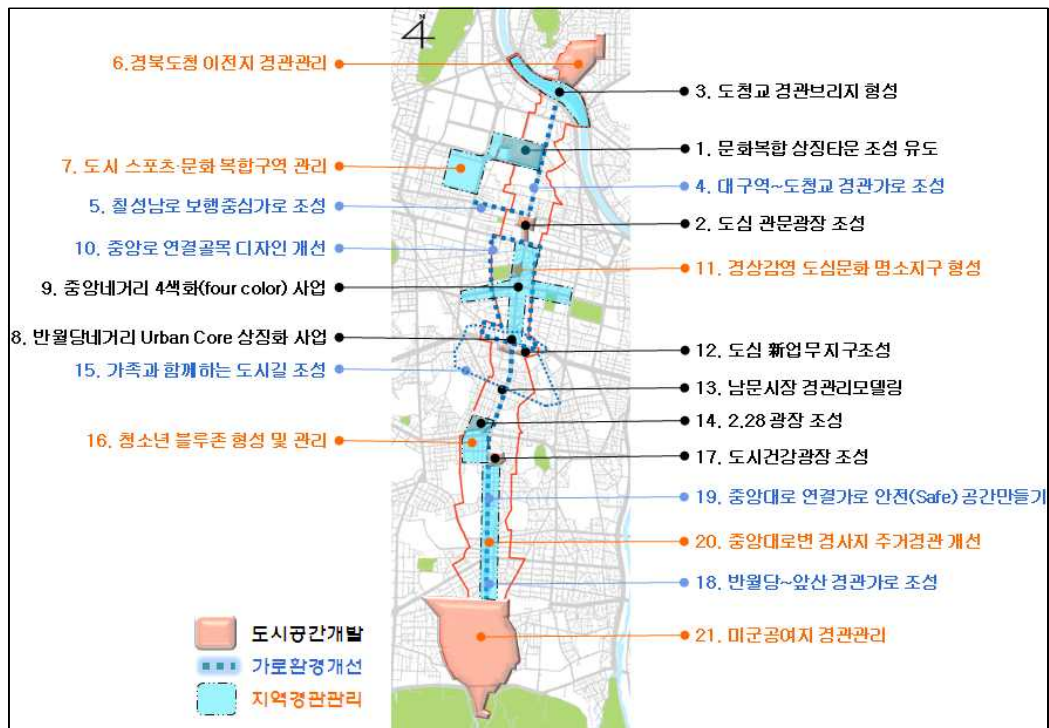 6.경북도청 이전지 경관관리
3. 도청교 경관브리지 형성
1. 문화복합 상징타운 조성 유도
7. 도시 스포츠·문화 복합구역 관리
4. 대구역~도청교 경관가로 조성
5. 칠성남로 보행중심가로 조성
2. 도심 관문광장 조성
10. 중앙로 연결골목 디자인 개선
11. 경상감영 도심문화 명소지구 형성
9. 중앙네거리 4색화(four color) 사업
8. 반월당네거리 Urban Core 상징화 사업
12. 도심 新업무지구조성
15. 가족과 함께하는 도시길 조성
13. 남문시장 경관리모델링
14. 2.28 광장 조성
16. 청소년 블루존 형성 및 관리
17. 도시건강광장 조성
19. 중앙대로 연결가로 안전(Safe) 공간만들기
20. 중앙대로변 경사지 주거경관 개선
18. 반월당~앞산 경관가로 조성
21. 미군공여지 경관관리
도시공간개발
가로환경개선
지역경관관리